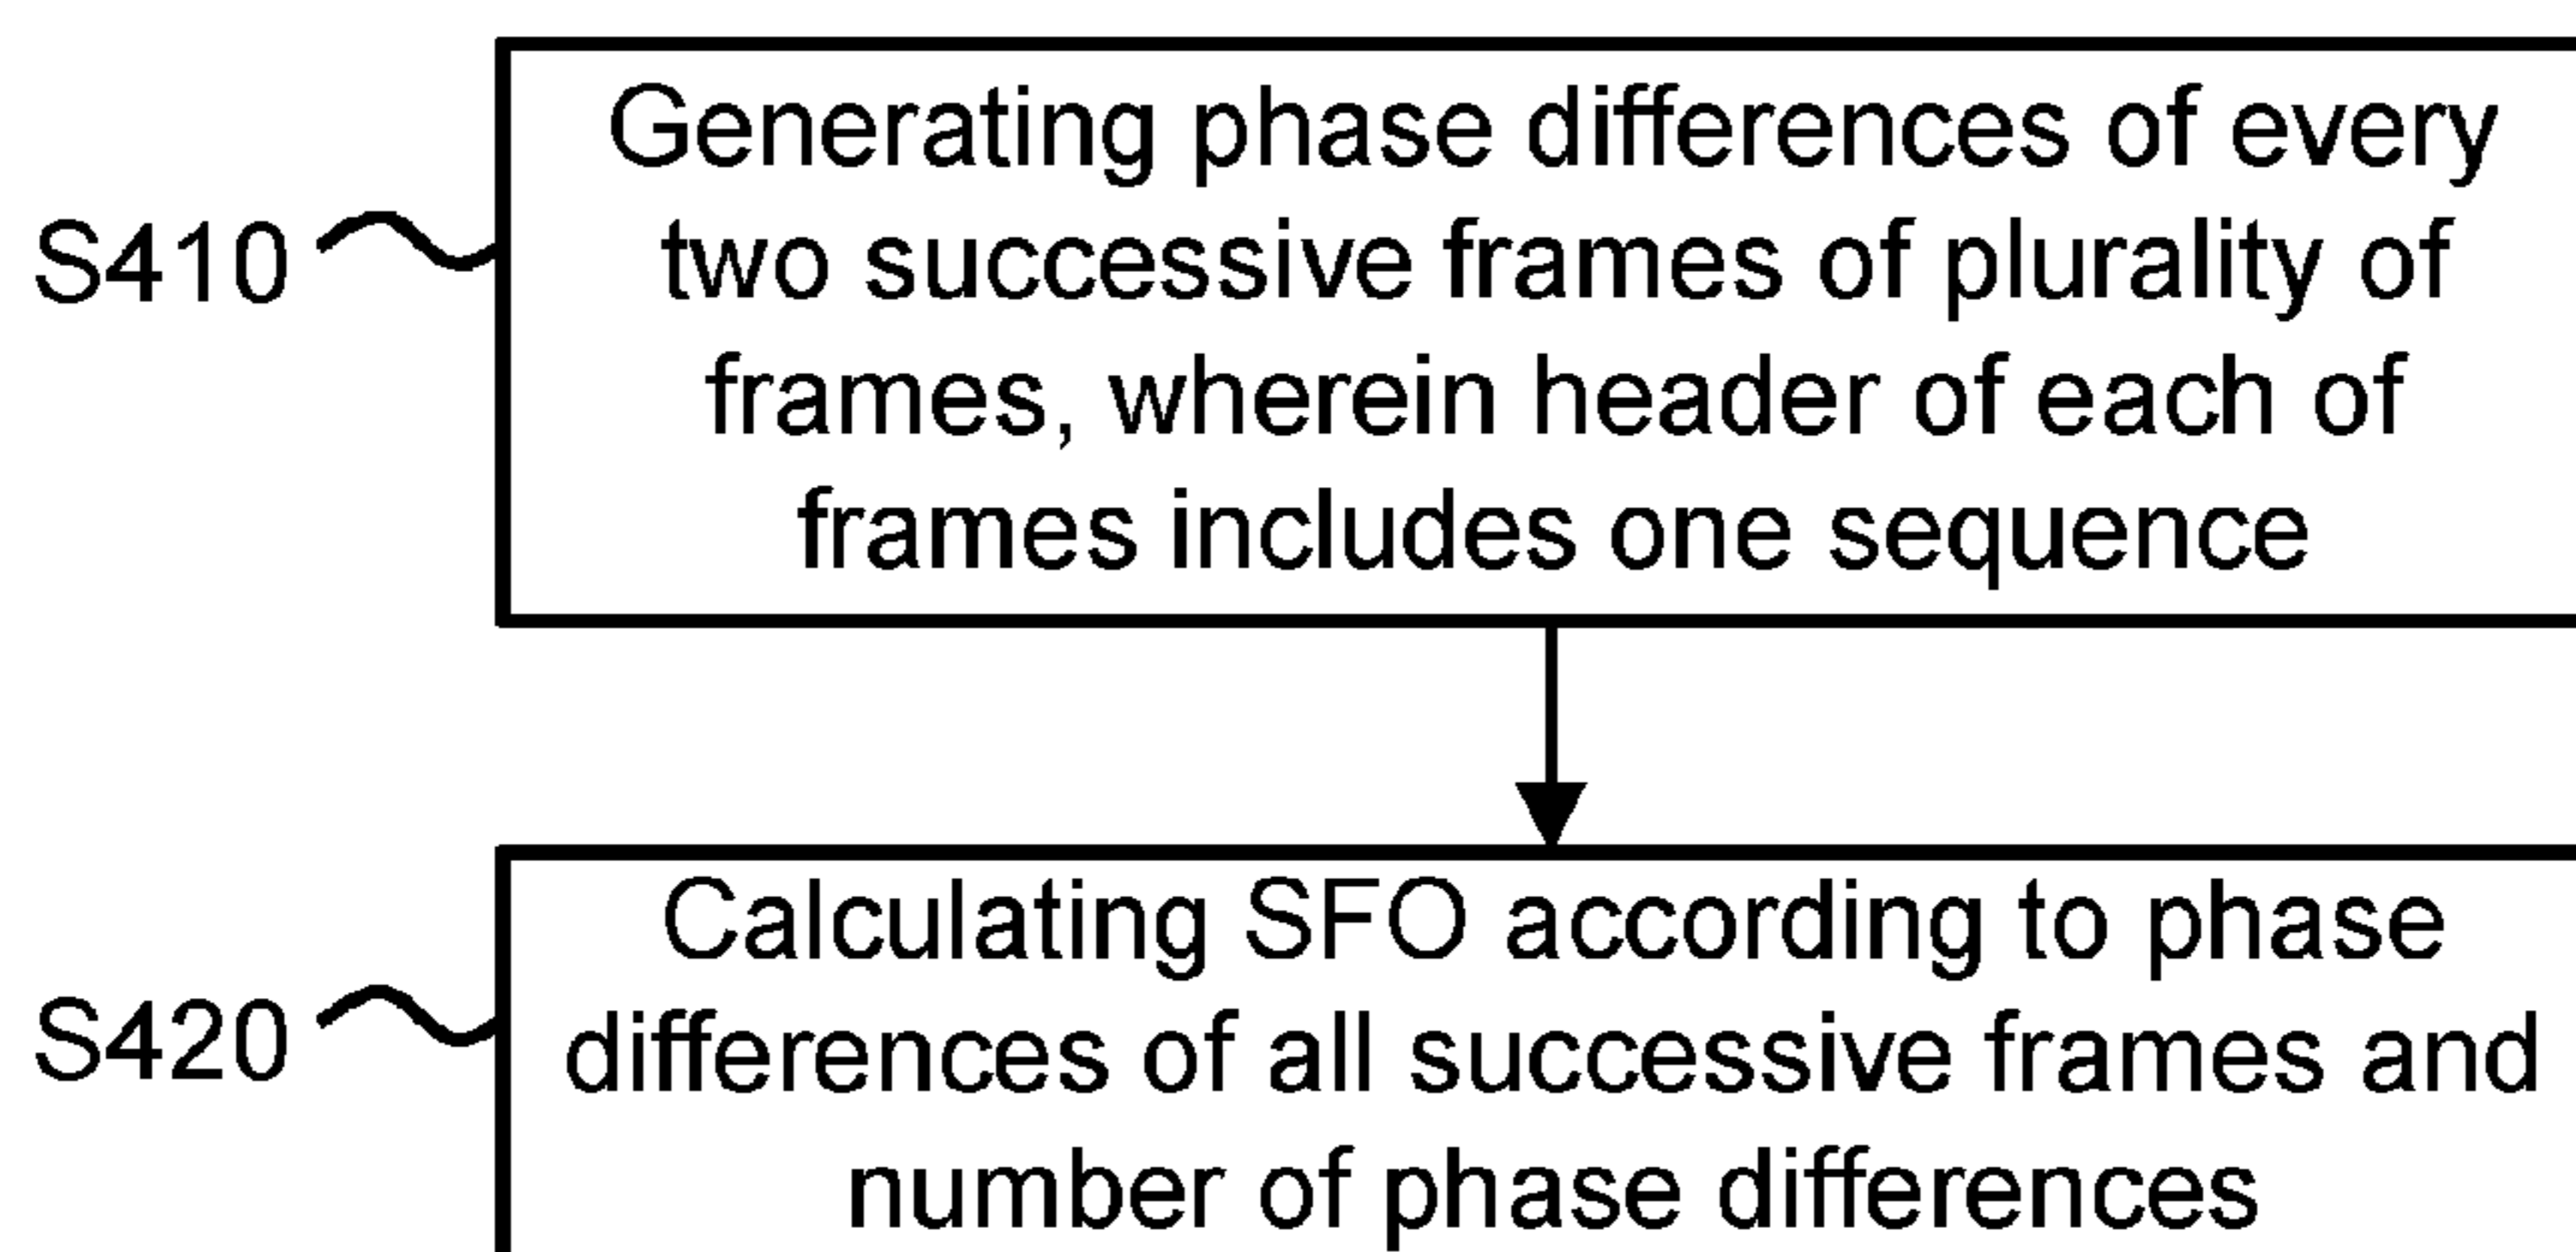 Generating phase differences of every
S410
two successive frames of plurality of
frames, wherein header of each of
frames includes one sequence
Calculating SFO according to phase
S420
differences of all successive frames and
number of phase differences